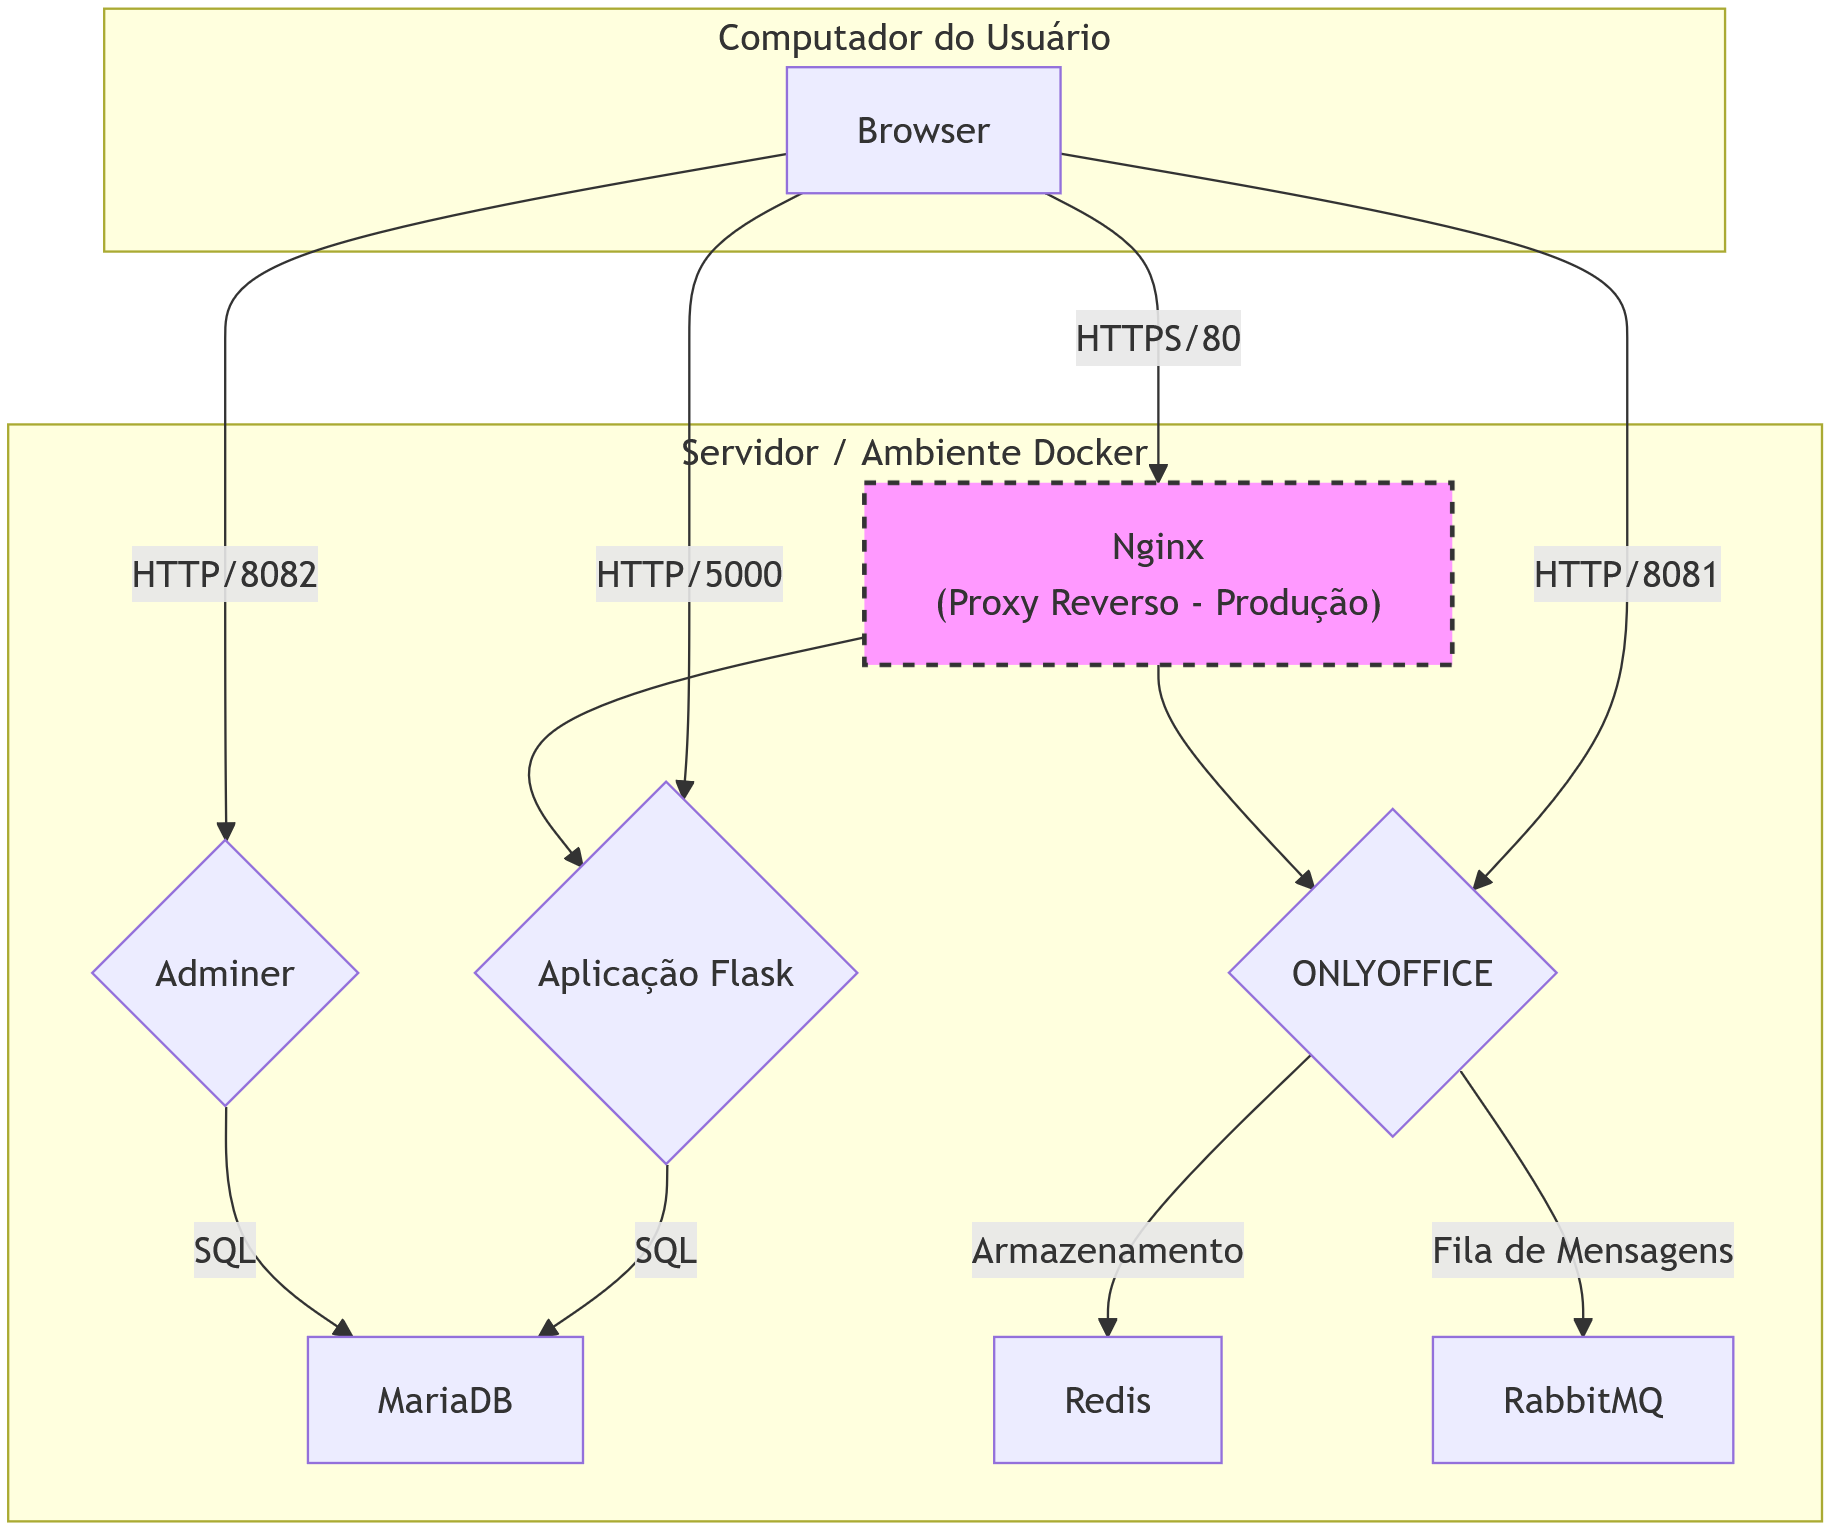 Computador do Usuário
Browser
HTTPS/80
Servidor / Ambiente Docker
Nginx
(Proxy Reverso - Produção)
HTTP/8082
HTTP/5000
HTTP/8081
Adminer
Aplicação Flask
ONLYOFFICE
SQL
SQL
Armazenamento
Fila de Mensagens
MariaDB
Redis
RabbitMQ